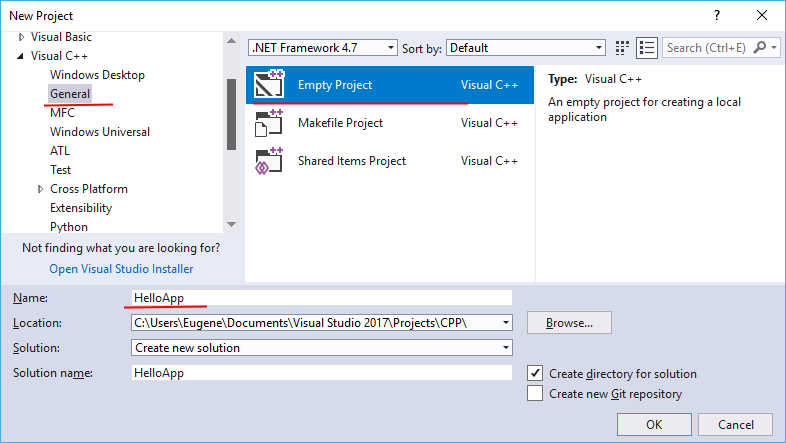 New Project
Visual Basic
Visual C++
Windows Desktop
General
MFC
Windows Universal
ATL
Test
Cross Platform
Extensibility
Python
Not finding what you are looking for?
Open Visual Studio Installer
.NET Framework 4.7 Sort by: Default Search (Ctrl+E)
Empty Project Visual C++
Makefile Project Visual C++
Shared Items Project Visual C++
Type: Visual C++
An empty project for creating a local
application
Name: HelloApp
Location: C:\Users\Eugene\Documents\Visual Studio 2017\Projects\CPP\ Browse...
Solution: Create new solution
Solution name: HelloApp
Create directory for solution
Create new Git repository
OK Cancel